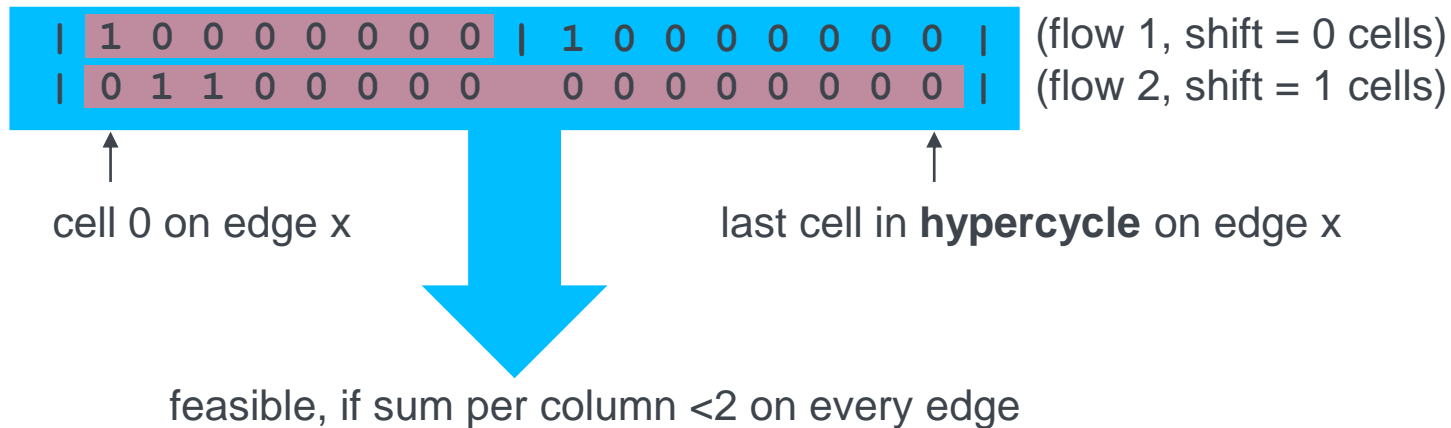 | 1 0 0 0 0 0 0 0 | 1 0 0 0 0 0 0 0 | (flow 1, shift = 0 cells)
| 0 1 1 0 0 0 0 0 0 0 0 0 0 0 0 0 | (flow 2, shift = 1 cells)
cell 0 on edge x last cell in hypercycle on edge x
feasible, if sum per column <2 on every edge